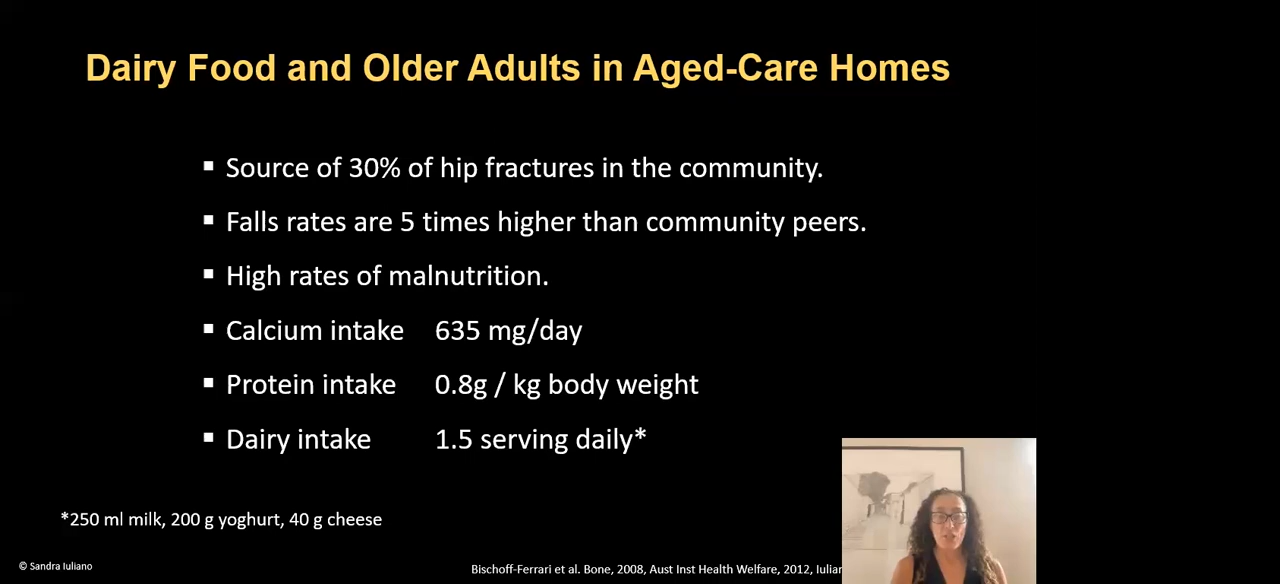 Dairy Food and Older Adults in Aged-Care Homes
▪ Source of 30% of hip fractures in the community.
▪ Falls rates are 5 times higher than community peers.
▪ High rates of malnutrition.
▪ Calcium intake 635 mg/day
▪ Protein intake 0.8g / kg body weight
▪ Dairy intake 1.5 serving daily*
*250 ml milk, 200 g yoghurt, 40 g cheese
© Sandra Iuliano
Bischoff-Ferrari et al. Bone, 2008, Aust Inst Health Welfare, 2012,